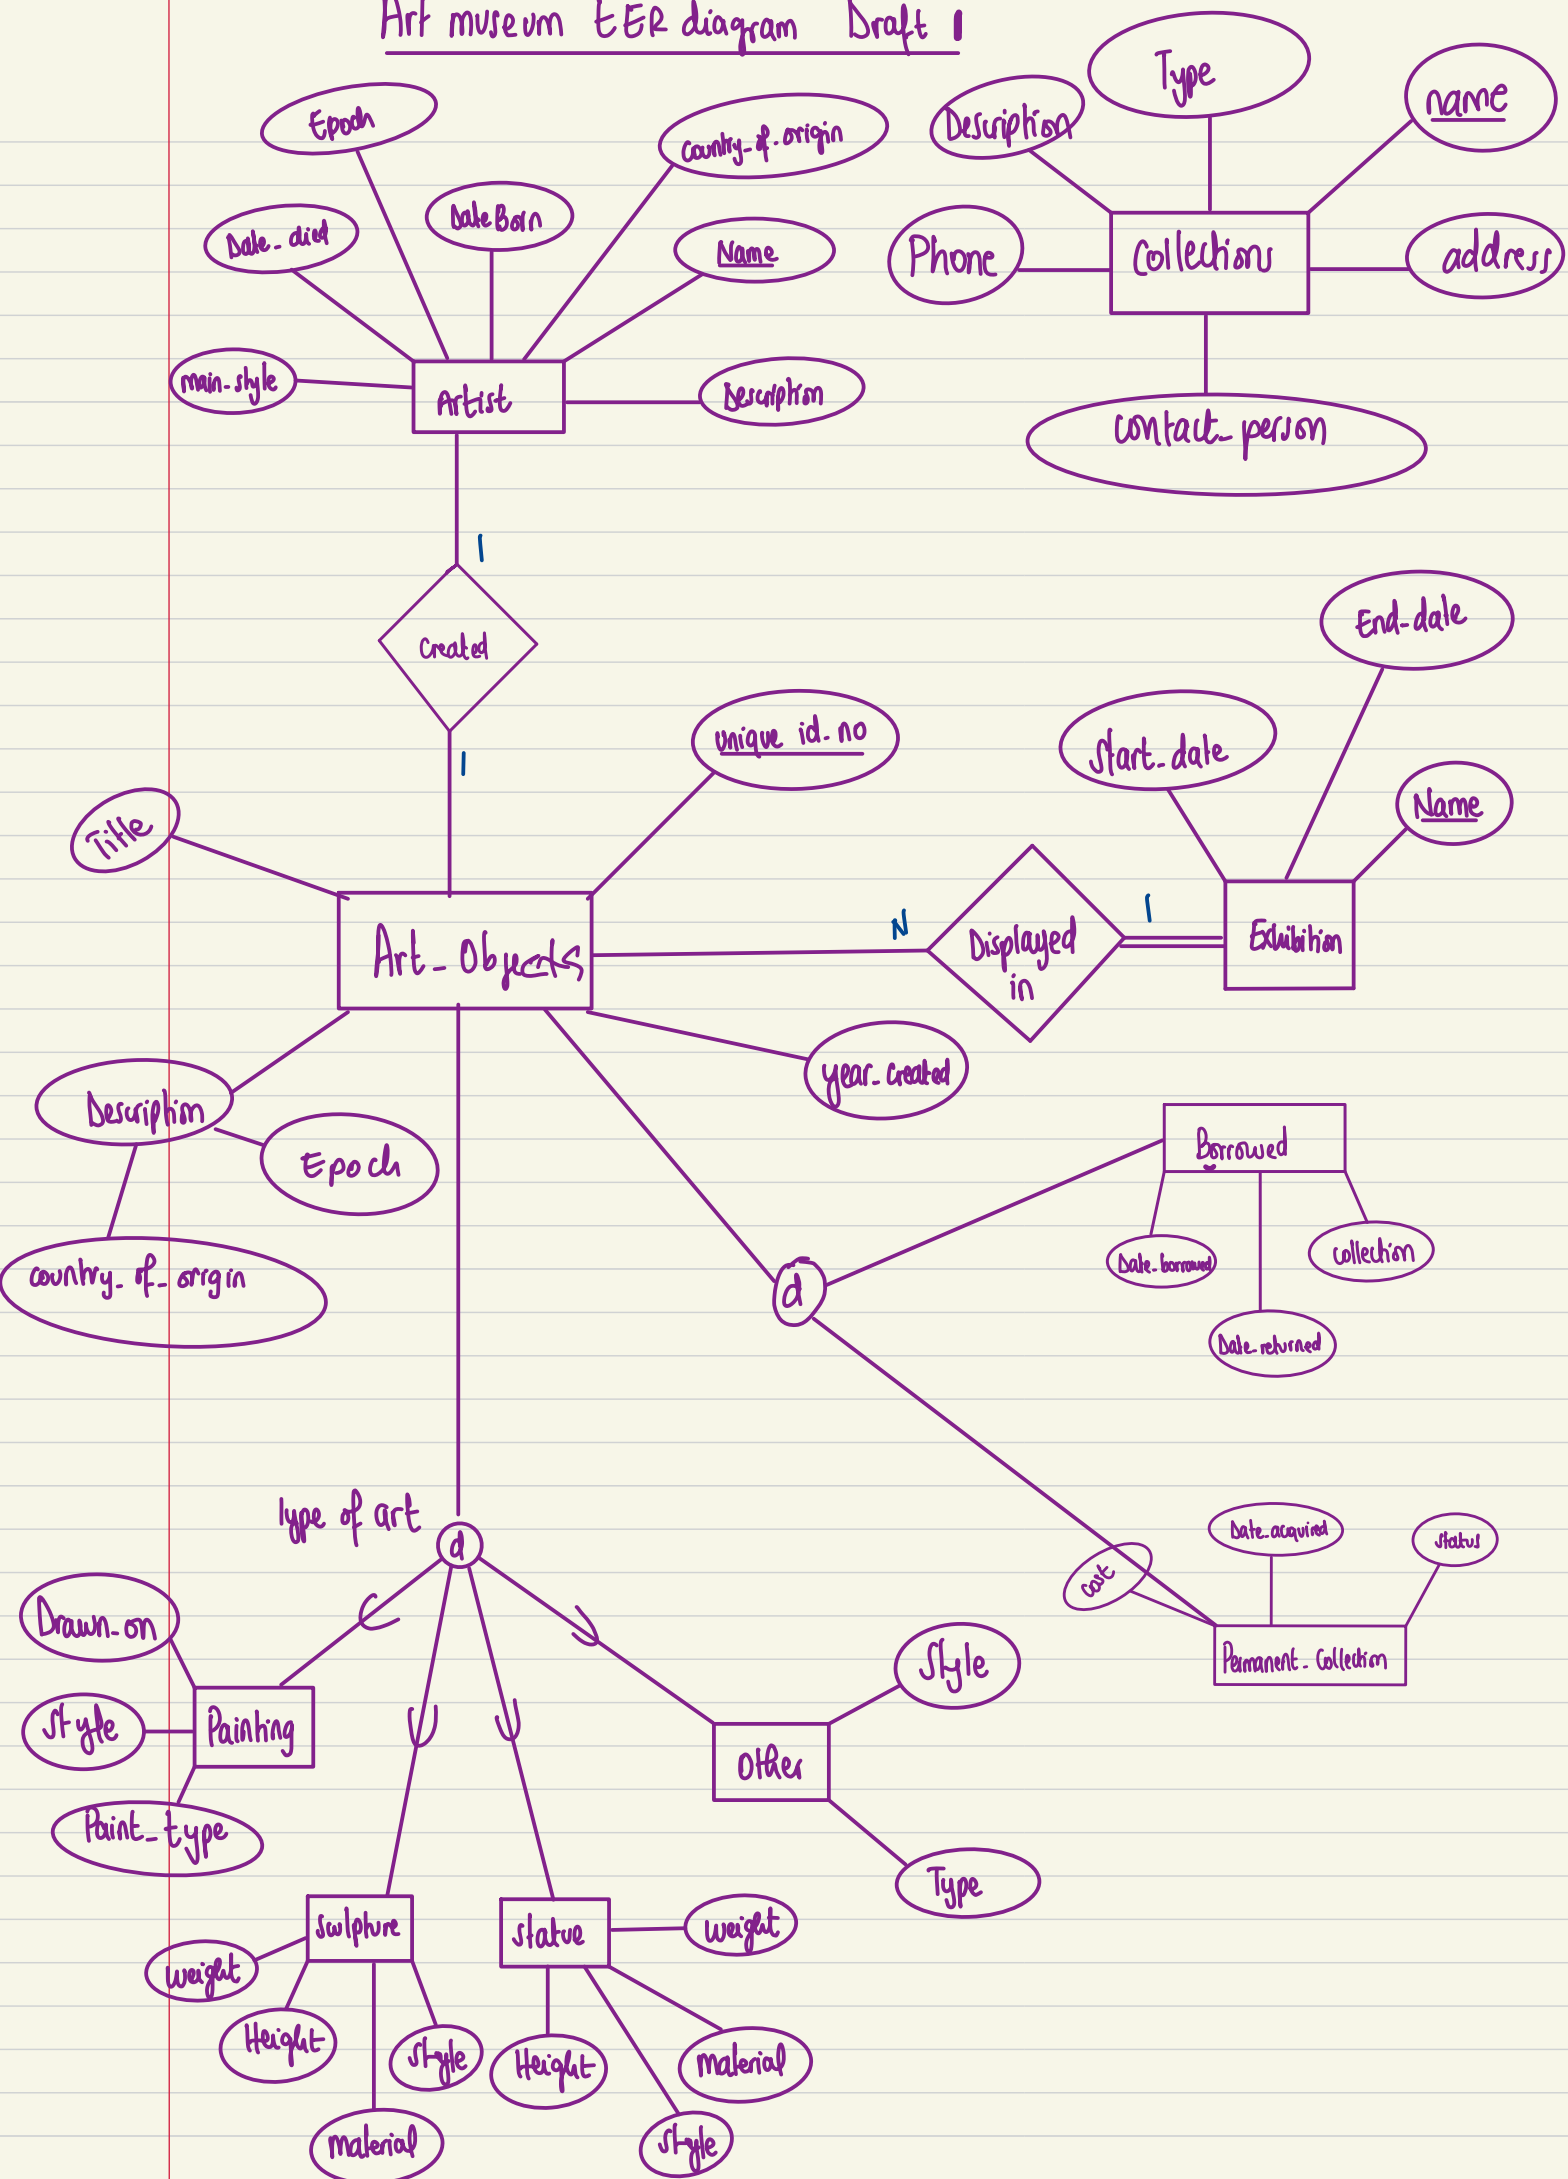 Art museum EER diagram Draft 1
Epoch
country_of_origin
Description
Type
name
Date_died
Date Born
Name
Phone
Collections
address
main_style
Artist
Description
contact_person
1
Created
1
End_date
unique id_no
Start_date
Name
Title
Art_Objects
N
Displayed
in
1
Exhibition
year_created
Description
Epoch
country_of_origin
Borrowed
Date_borrowed
collection
Date_returned
d
Type of art
d
Cost
Date_acquired
status
Permanent_Collection
Drawn_on
Style
Painting
Paint_type
Style
Other
Type
Sculpture
Statue
weight
weight
Height
Style
Height
material
material
Style